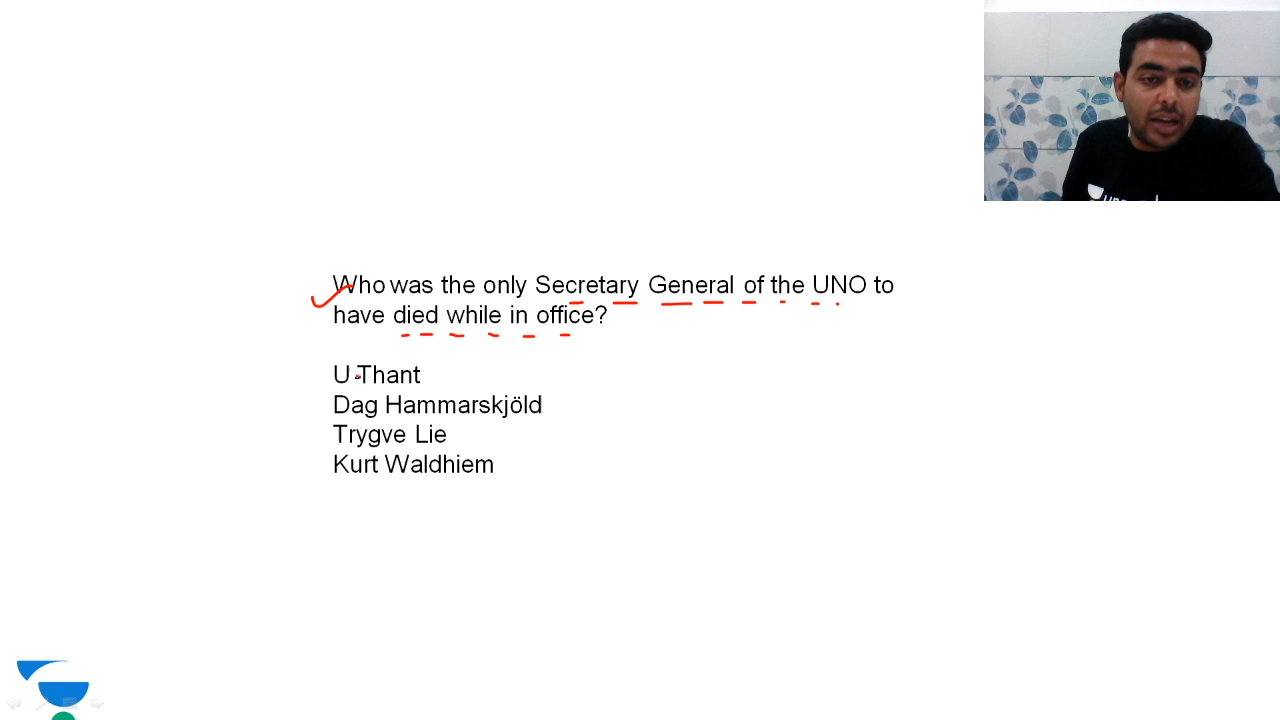 Who was the only Secretary General of the UNO to
have died while in office?
U Thant
Dag Hammarskjöld
Trygve Lie
Kurt Waldhiem